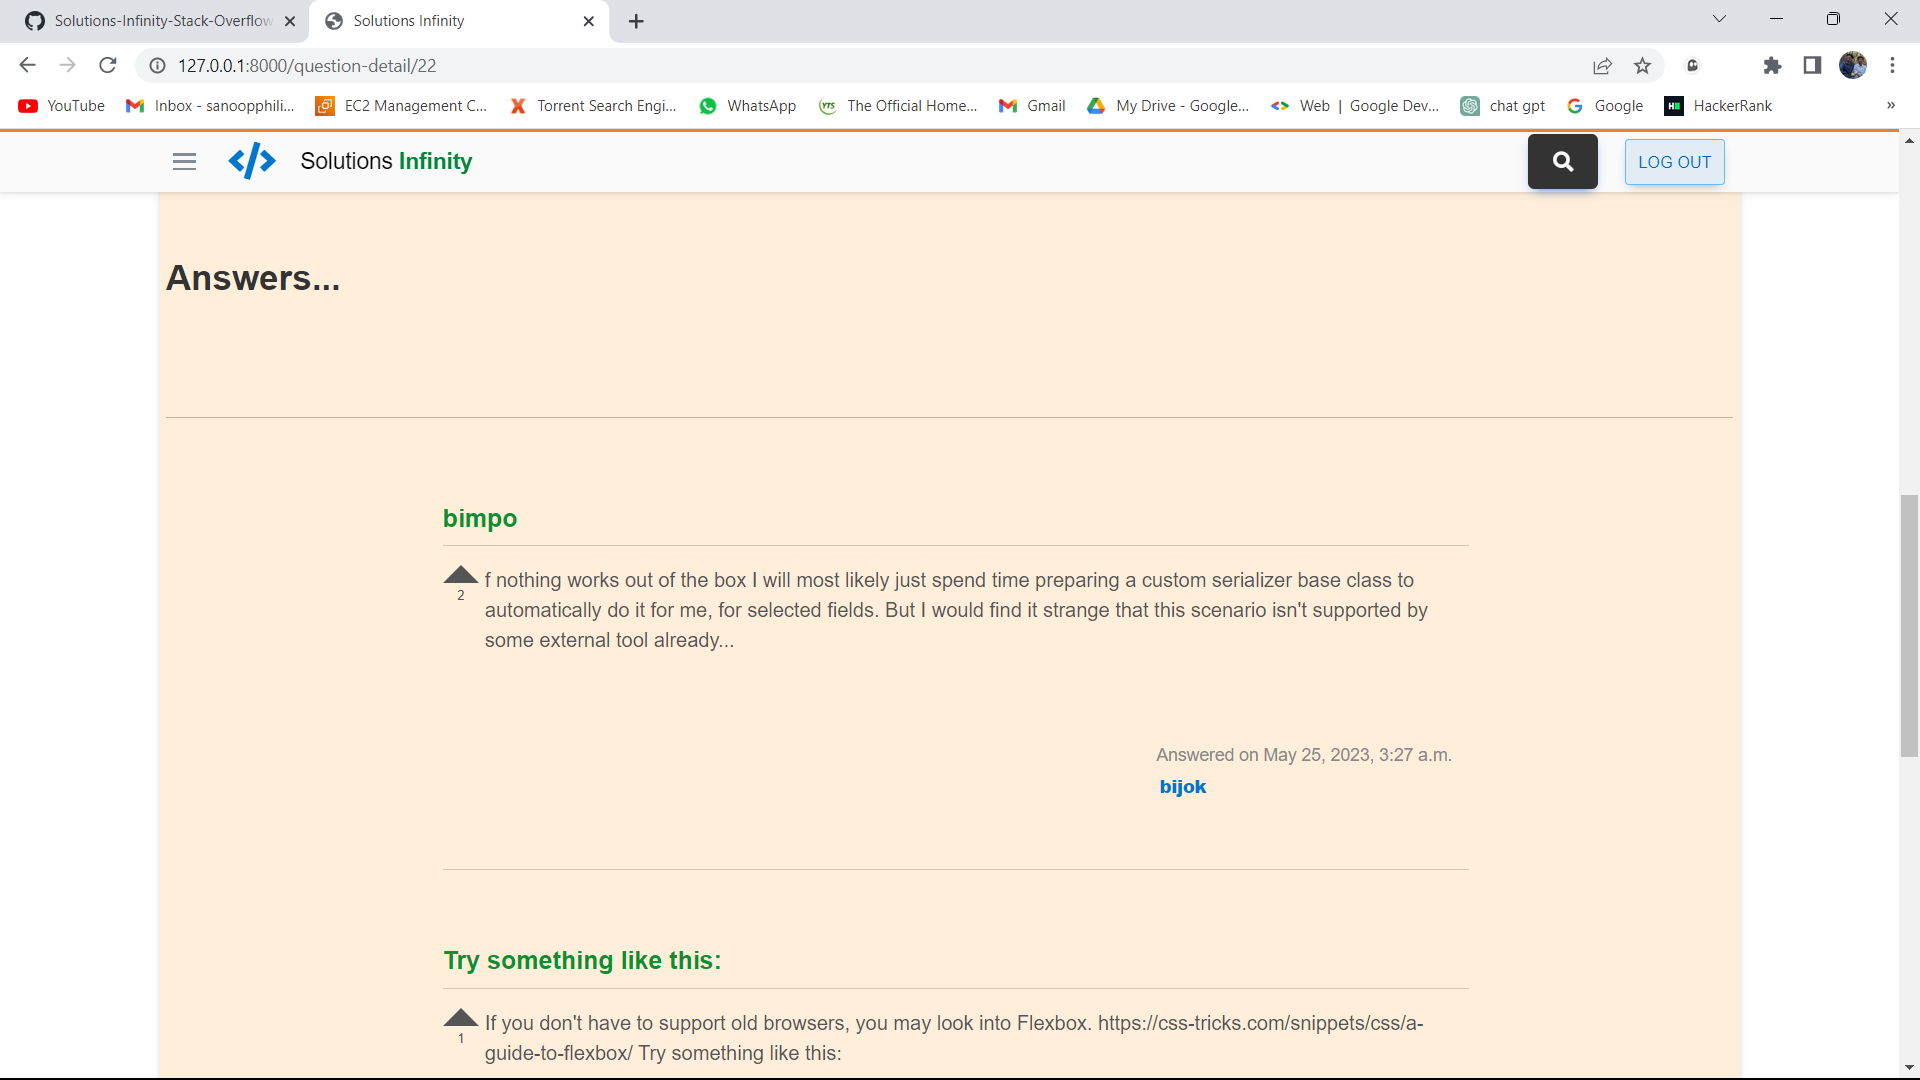 Solutions-Infinity-Stack-Overflow
Solutions Infinity
127.0.0.1:8000/question-detail/22
YouTube
Inbox - sanoopphili...
EC2 Management C...
Torrent Search Engi...
WhatsApp
YTS
The Official Home...
Gmail
My Drive - Google...
Web | Google Dev...
chat gpt
Google
HackerRank
»
Solutions Infinity
LOG OUT
Answers...
bimpo
f nothing works out of the box I will most likely just spend time preparing a custom serializer base class to
2
automatically do it for me, for selected fields. But I would find it strange that this scenario isn't supported by
some external tool already...
Answered on May 25, 2023, 3:27 a.m.
bijok
Try something like this:
If you don't have to support old browsers, you may look into Flexbox. https://css-tricks.com/snippets/css/a-
1
guide-to-flexbox/ Try something like this: